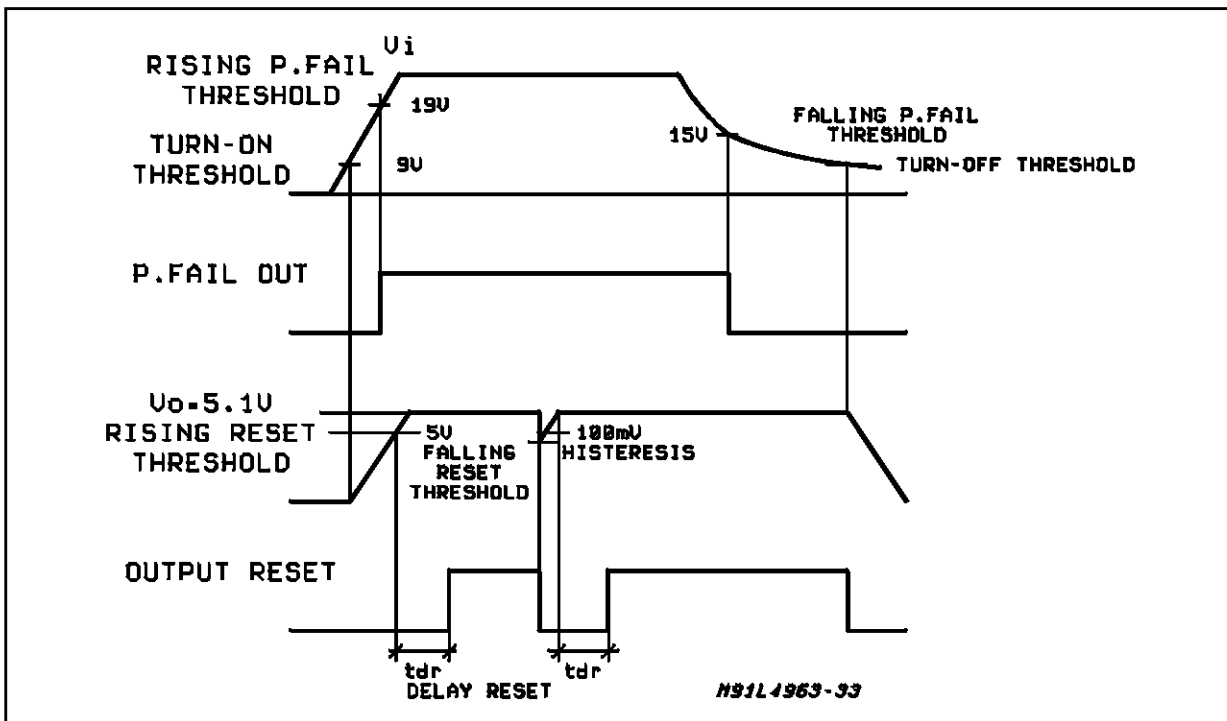 Vi
RISING P.FAIL
THRESHOLD
19V
TURN-ON
THRESHOLD
9V
15V
FALLING P.FAIL
THRESHOLD
TURN-OFF THRESHOLD
P.FAIL OUT
Vo=5.1V
RISING RESET
THRESHOLD
5V
FALLING
RESET
THRESHOLD
100mV
HISTERESIS
OUTPUT RESET
tdr
tdr
DELAY RESET
M91L4963-33